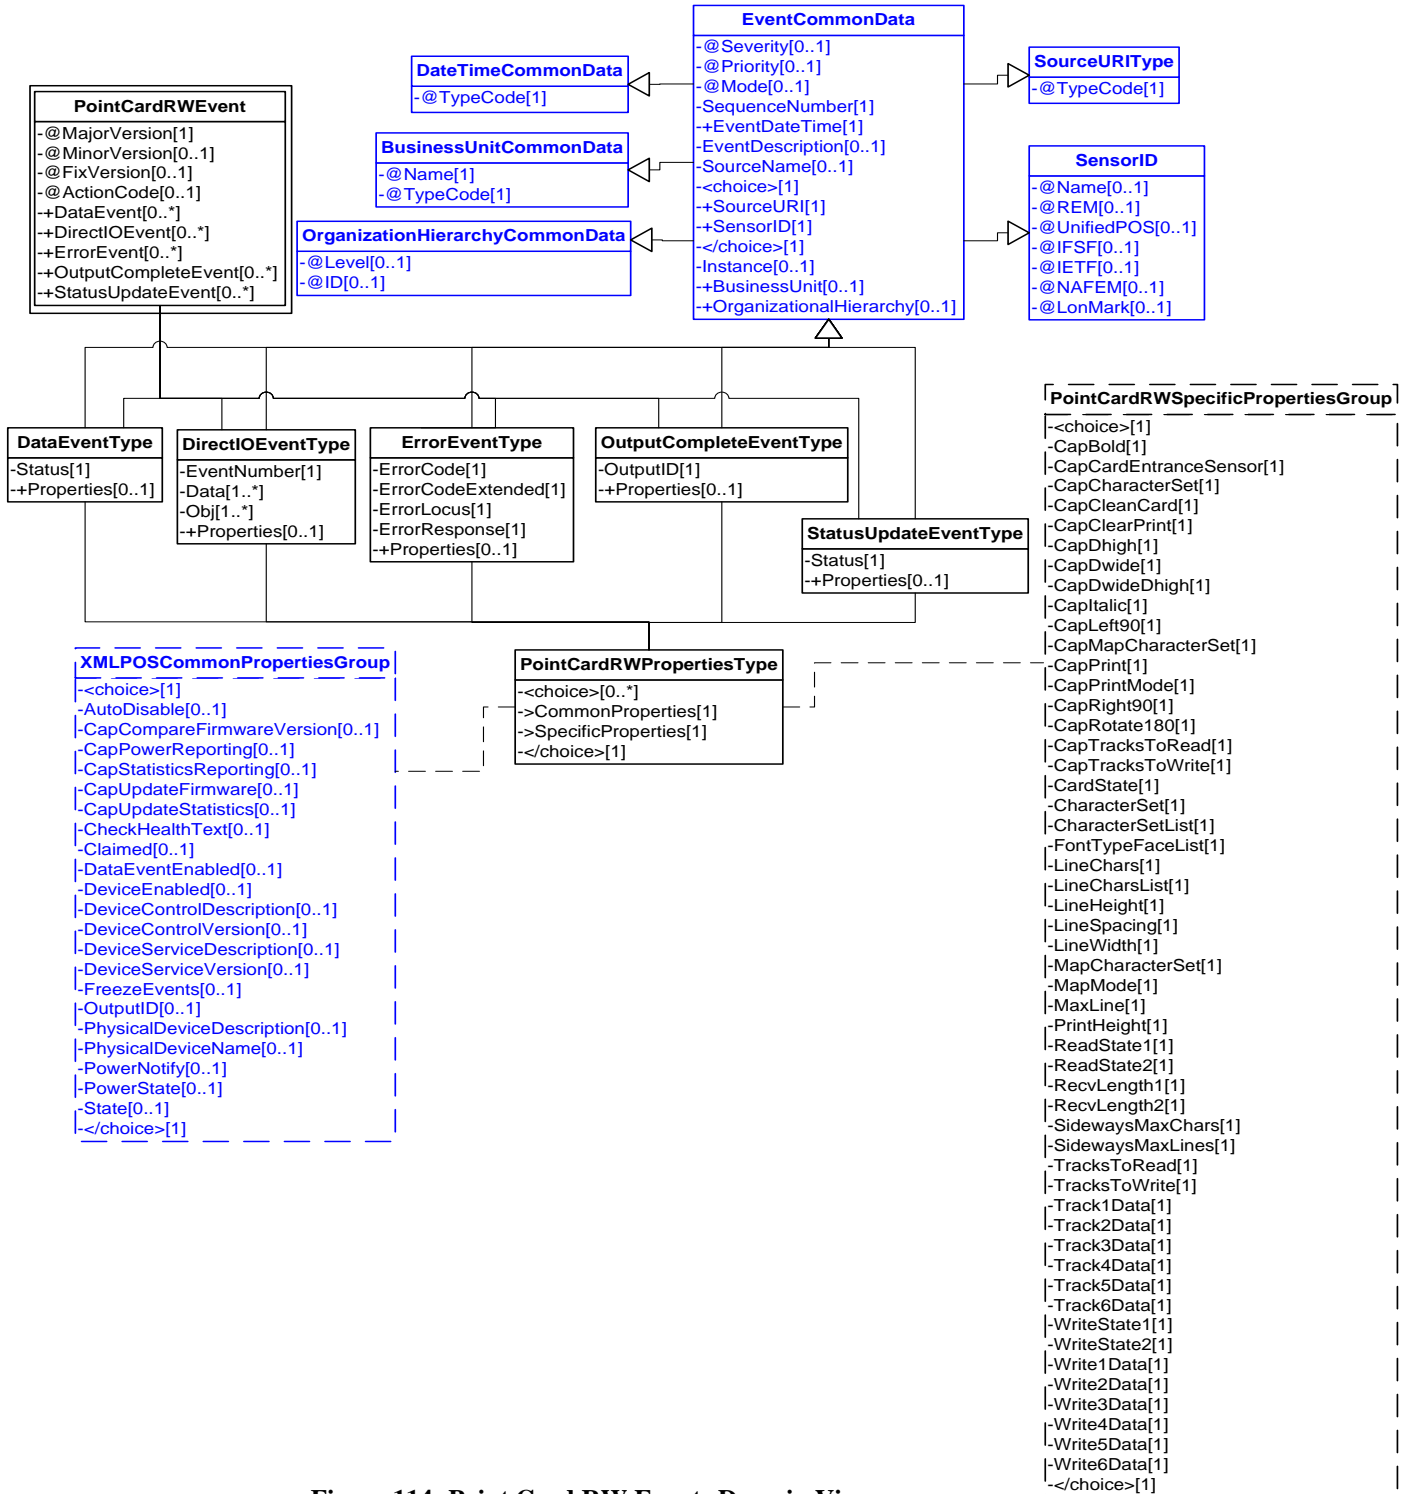 EventCommonData
-@Severity[0..1]
-@Priority[0..1]
-@Mode[0..1]
-SequenceNumber[1]
-+EventDateTime[1]
-EventDescription[0..1]
-SourceName[0..1]
-<choice>[1]
-+SourceURI[1]
-+SensorID[1]
-</choice>[1]
-Instance[0..1]
-+BusinessUnit[0..1]
-+OrganizationalHierarchy[0..1]
DateTimeCommonData
-@TypeCode[1]
SourceURIType
-@TypeCode[1]
PointCardRWEvent
-@MajorVersion[1]
-@MinorVersion[0..1]
-@FixVersion[0..1]
-@ActionCode[0..1]
-+DataEvent[0..*]
-+DirectIOEvent[0..*]
-+ErrorEvent[0..*]
-+OutputCompleteEvent[0..*]
-+StatusUpdateEvent[0..*]
BusinessUnitCommonData
-@Name[1]
-@TypeCode[1]
SensorID
-@Name[0..1]
-@REM[0..1]
-@UnifiedPOS[0..1]
-@IFSF[0..1]
-@IETF[0..1]
-@NAFEM[0..1]
-@LonMark[0..1]
OrganizationHierarchyCommonData
-@Level[0..1]
-@ID[0..1]
DataEventType
-Status[1]
-+Properties[0..1]
DirectIOEventType
-EventNumber[1]
-Data[1..*]
-Obj[1..*]
-+Properties[0..1]
ErrorEventType
-ErrorCode[1]
-ErrorCodeExtended[1]
-ErrorLocus[1]
-ErrorResponse[1]
-+Properties[0..1]
OutputCompleteEventType
-OutputID[1]
-+Properties[0..1]
StatusUpdateEventType
-Status[1]
-+Properties[0..1]
PointCardRWSpecificPropertiesGroup
-<choice>[1]
-CapBold[1]
-CapCardEntranceSensor[1]
-CapCharacterSet[1]
-CapCleanCard[1]
-CapClearPrint[1]
-CapDhigh[1]
-CapDwide[1]
-CapDwideDhigh[1]
-CapItalic[1]
-CapLeft90[1]
-CapMapCharacterSet[1]
-CapPrint[1]
-CapPrintMode[1]
-CapRight90[1]
-CapRotate180[1]
-CapTracksToRead[1]
-CapTracksToWrite[1]
-CardState[1]
-CharacterSet[1]
-CharacterSetList[1]
-FontTypeFaceList[1]
-LineChars[1]
-LineCharsList[1]
-LineHeight[1]
-LineSpacing[1]
-LineWidth[1]
-MapCharacterSet[1]
-MapMode[1]
-MaxLine[1]
-PrintHeight[1]
-ReadState1[1]
-ReadState2[1]
-RecvLength1[1]
-RecvLength2[1]
-SidewaysMaxChars[1]
-SidewaysMaxLines[1]
-TracksToRead[1]
-TracksToWrite[1]
-Track1Data[1]
-Track2Data[1]
-Track3Data[1]
-Track4Data[1]
-Track5Data[1]
-Track6Data[1]
-WriteState1[1]
-WriteState2[1]
-Write1Data[1]
-Write2Data[1]
-Write3Data[1]
-Write4Data[1]
-Write5Data[1]
-Write6Data[1]
-</choice>[1]
XMLPOSCommonPropertiesGroup
-<choice>[1]
-AutoDisable[0..1]
-CapCompareFirmwareVersion[0..1]
-CapPowerReporting[0..1]
-CapStatisticsReporting[0..1]
-CapUpdateFirmware[0..1]
-CapUpdateStatistics[0..1]
-CheckHealthText[0..1]
-Claimed[0..1]
-DataEventEnabled[0..1]
-DeviceEnabled[0..1]
-DeviceControlDescription[0..1]
-DeviceControlVersion[0..1]
-DeviceServiceDescription[0..1]
-DeviceServiceVersion[0..1]
-FreezeEvents[0..1]
-OutputID[0..1]
-PhysicalDeviceDescription[0..1]
-PhysicalDeviceName[0..1]
-PowerNotify[0..1]
-PowerState[0..1]
-State[0..1]
-</choice>[1]
PointCardRWPropertiesType
-<choice>[0..*]
->CommonProperties[1]
->SpecificProperties[1]
-</choice>[1]